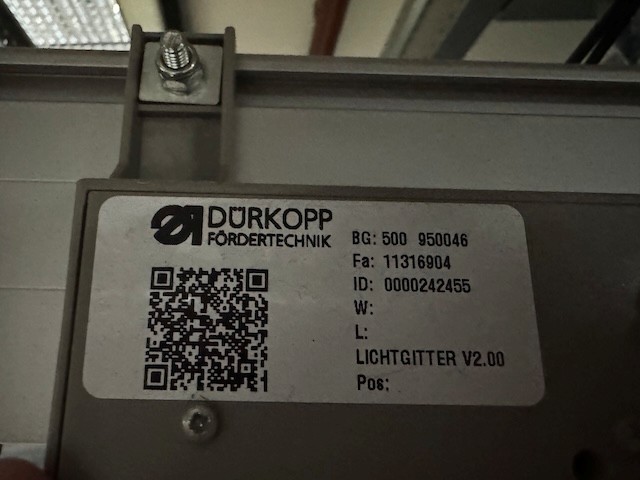 DÜRKOPP
FÖRDERTECHNIK
BG: 500 950046
Fa: 11316904
ID: 0000242455
W:
L:
LICHTGITTER V2.00
Pos: